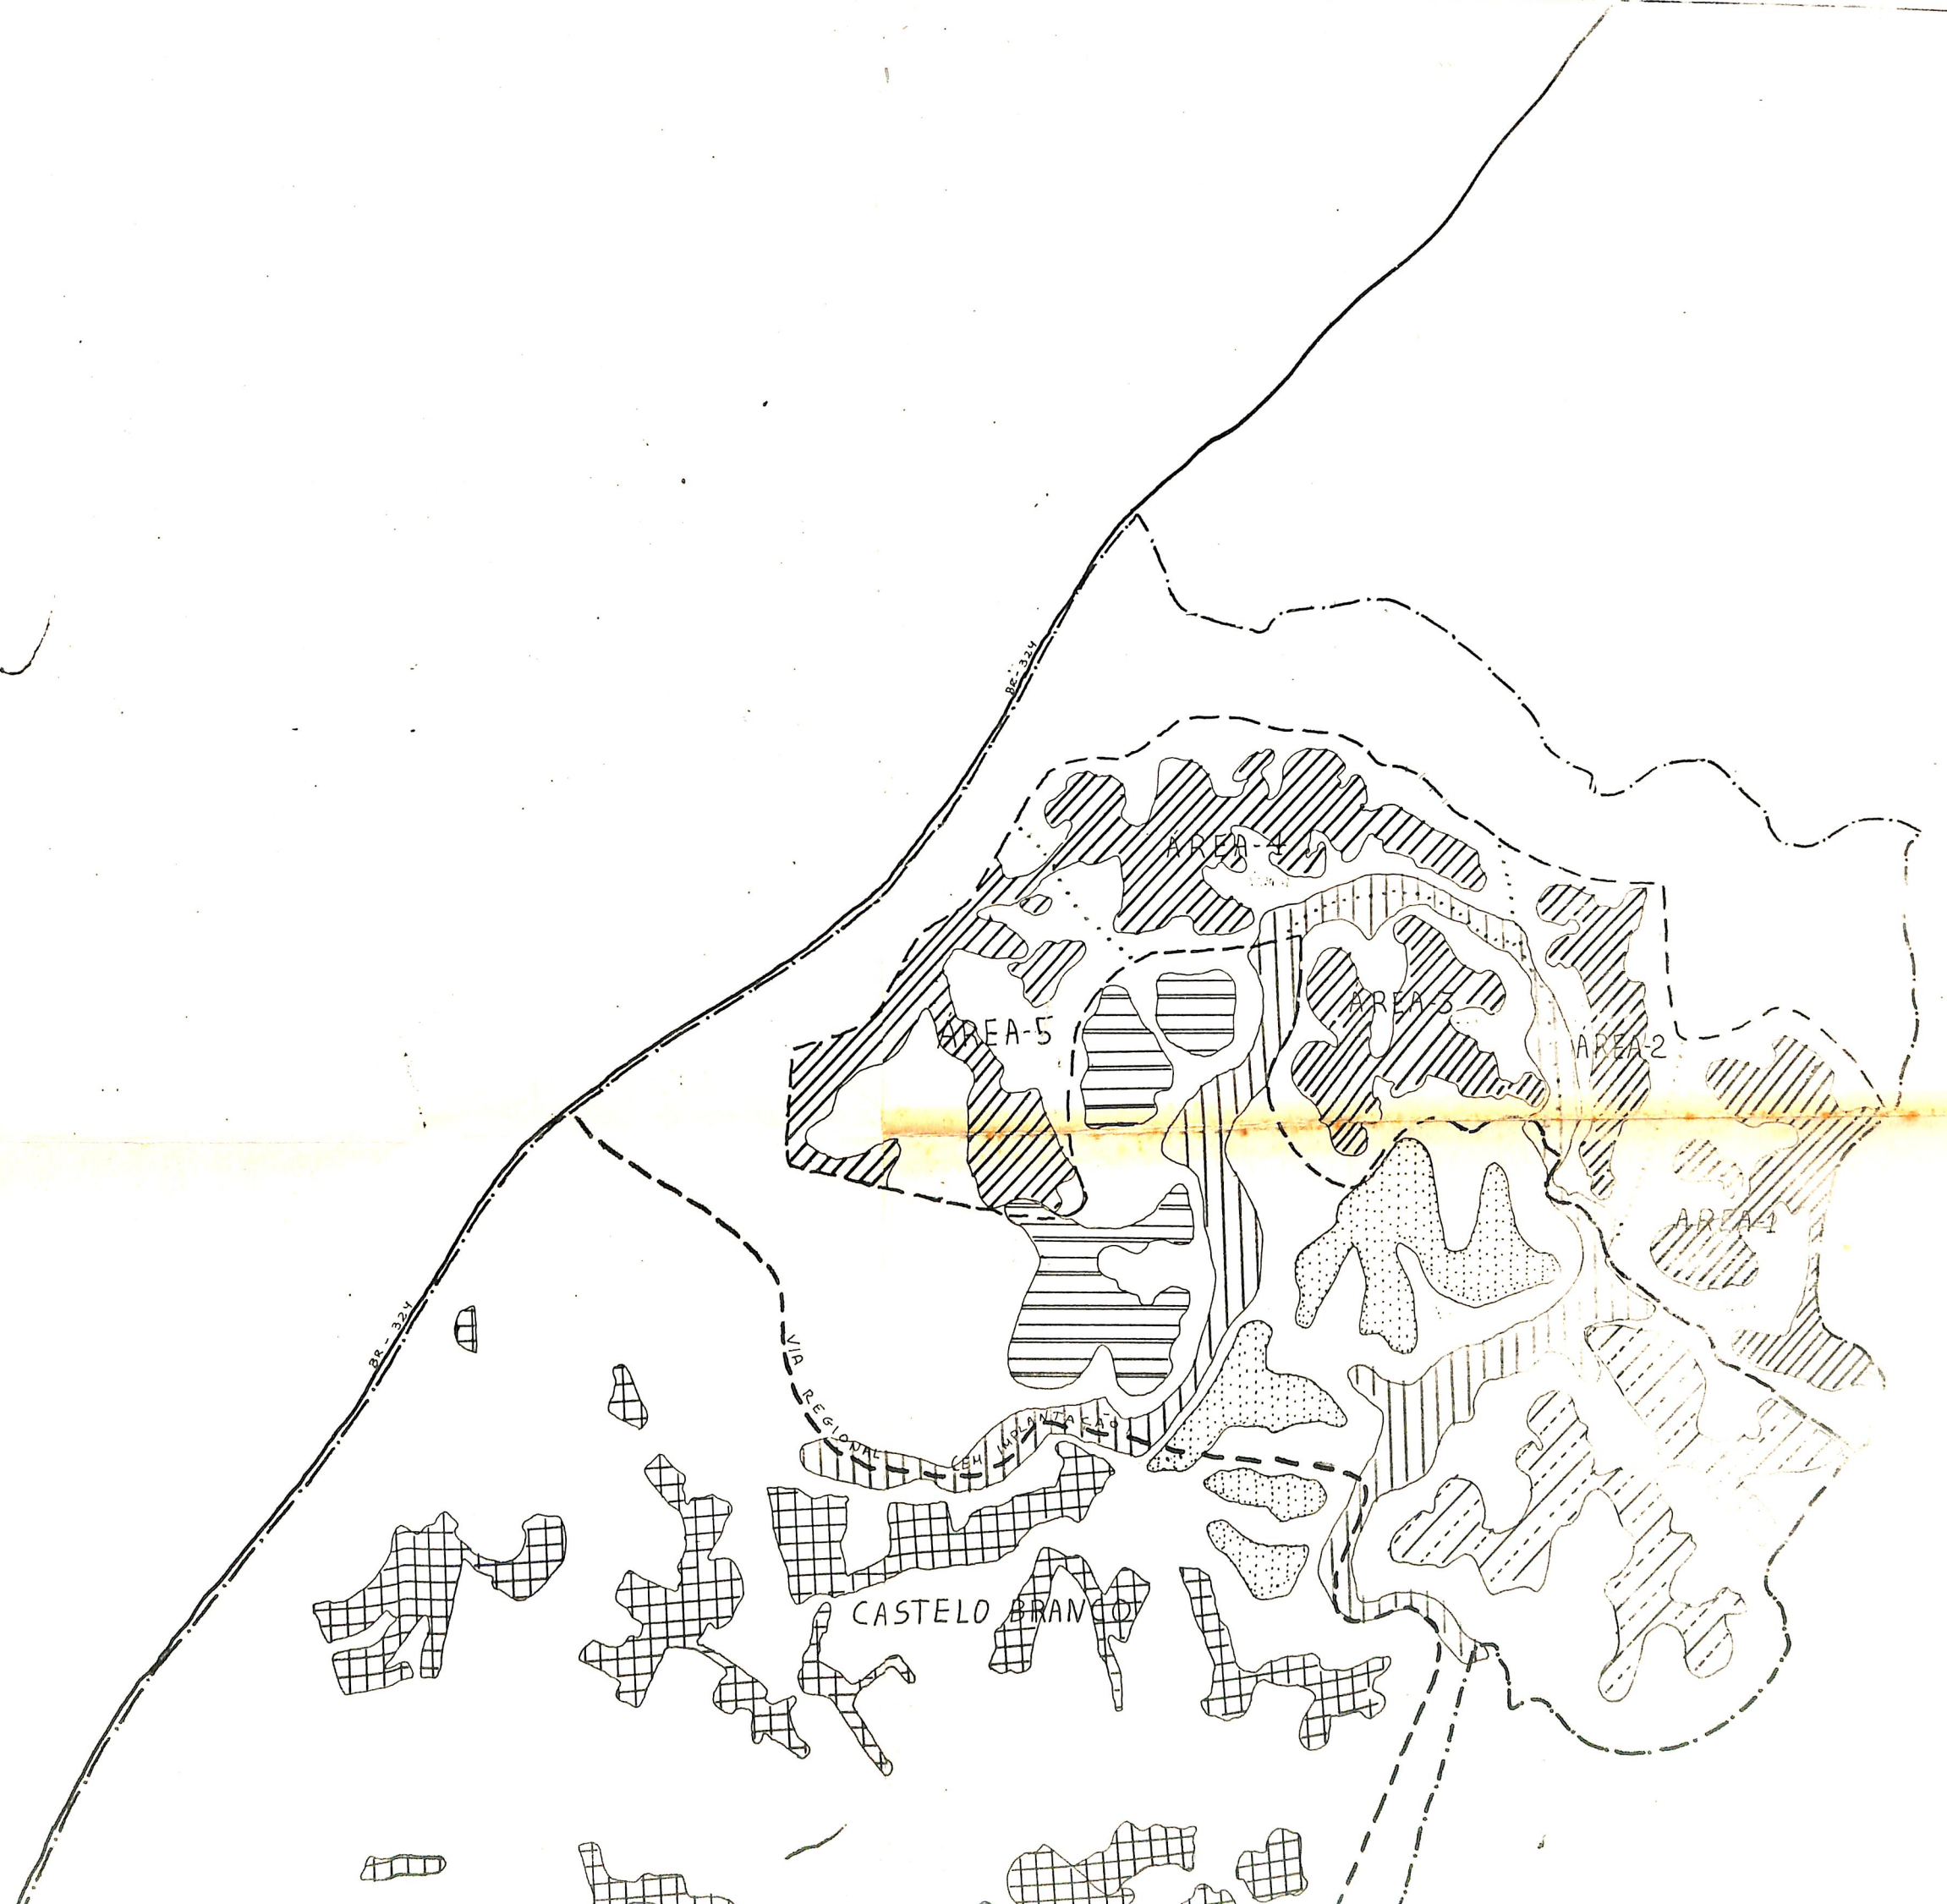 BR-324
ÁREA-4
ÁREA-3
ÁREA-5
ÁREA-2
ÁREA-1
BR-324
VIA REGIONAL (EM IMPLANTAÇÃO)
CASTELO BRANCO